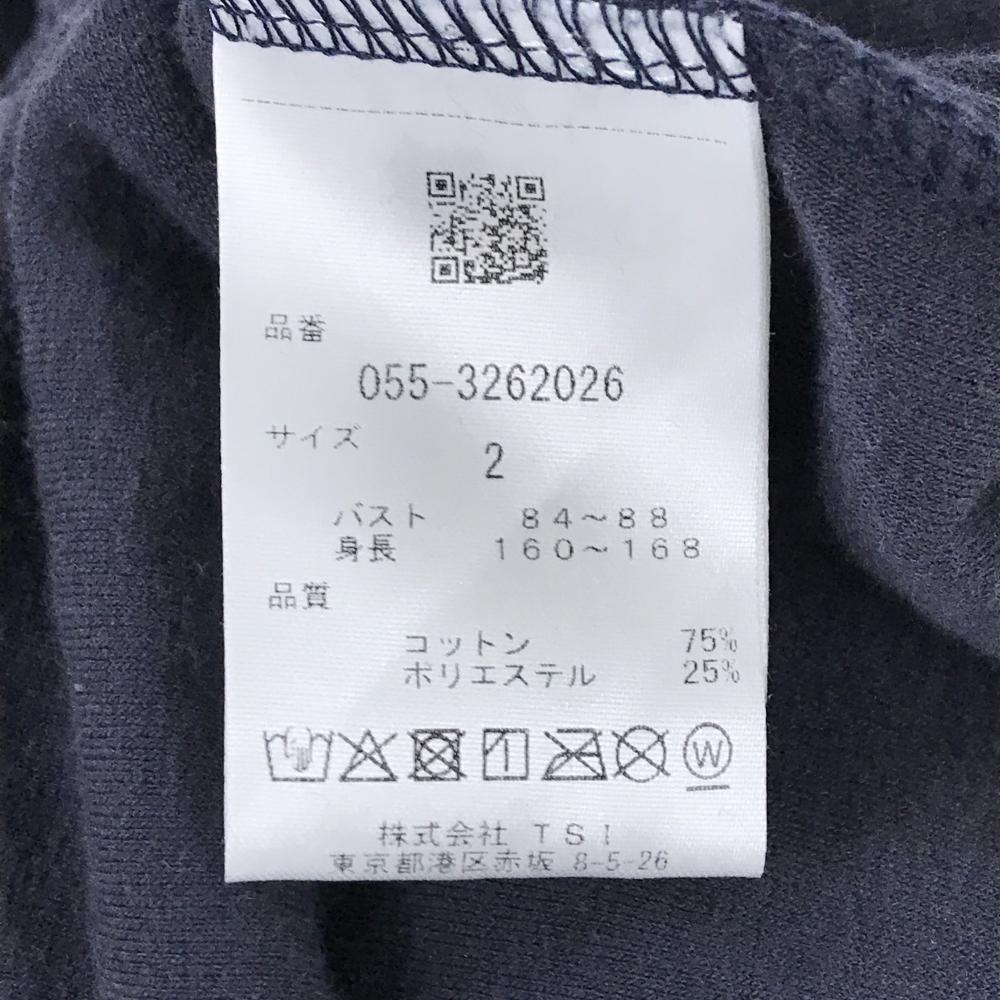 品番
055-3262026
サイズ
2
バスト 84~88
身長 160~168
品質
コットン 75%
ポリエステル 25%
W
株式会社 TSI
東京都港区赤坂 8-5-26